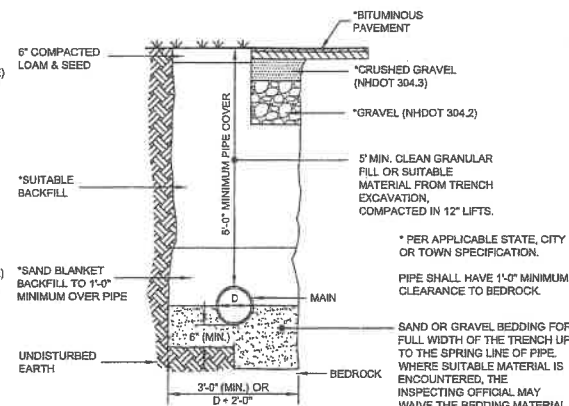 *BITUMINOUS
PAVEMENT
6" COMPACTED
LOAM & SEED
*CRUSHED GRAVEL
(NHDOT 304.3)
*GRAVEL (NHDOT 304.2)
5'-0" MINIMUM PIPE COVER
5' MIN. CLEAN GRANULAR
FILL OR SUITABLE
MATERIAL FROM TRENCH
EXCAVATION,
COMPACTED IN 12" LIFTS.
*SUITABLE
BACKFILL
* PER APPLICABLE STATE, CITY
OR TOWN SPECIFICATION.
PIPE SHALL HAVE 1'-0" MINIMUM
CLEARANCE TO BEDROCK.
*SAND BLANKET
BACKFILL TO 1'-0"
MINIMUM OVER PIPE
D
MAIN
6" (MIN.)
SAND OR GRAVEL BEDDING FOR
FULL WIDTH OF THE TRENCH UP
TO THE SPRING LINE OF PIPE.
WHERE SUITABLE MATERIAL IS
ENCOUNTERED, THE
INSPECTING OFFICIAL MAY
WAIVE THE BEDDING MATERIAL
UNDISTURBED
EARTH
BEDROCK
3'-0" (MIN.) OR
D + 2'-0"